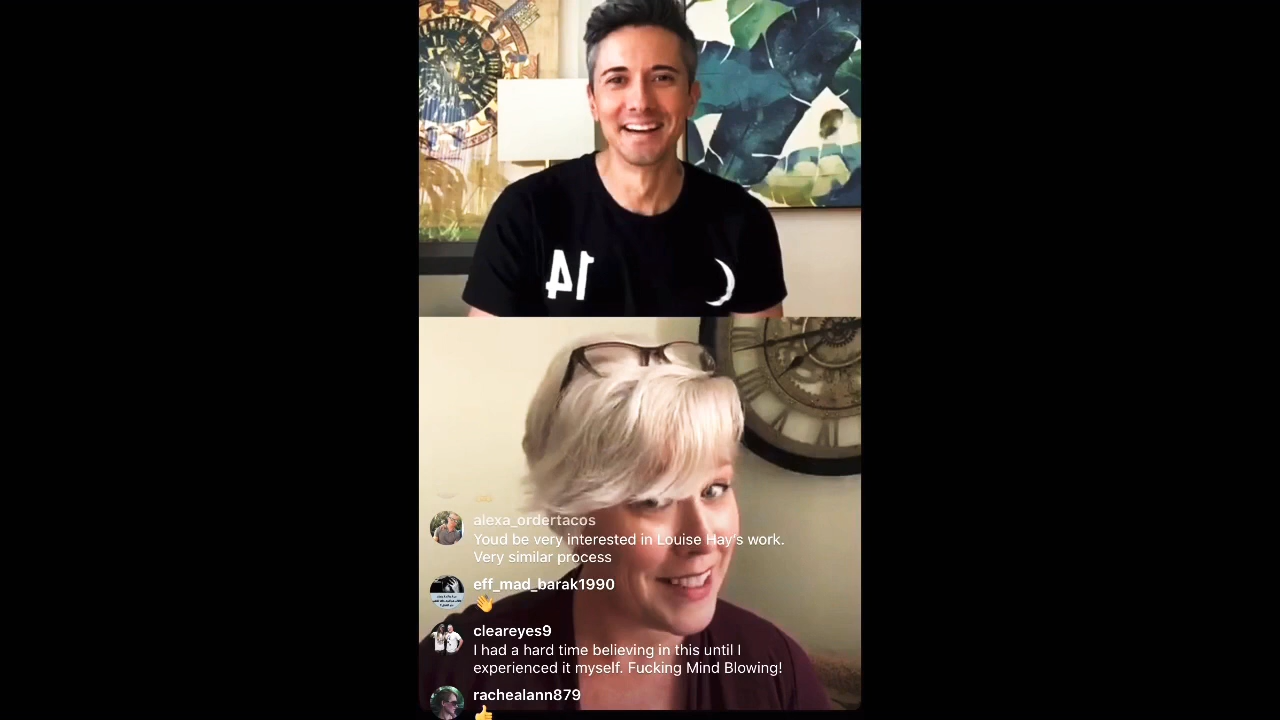 14
alexa_ordertacos
Youd be very interested in Louise Hay's work.
Very similar process
eff_mad_barak1990
👋
cleareyes9
I had a hard time believing in this until I
experienced it myself. Fucking Mind Blowing!
rachealann879
👍